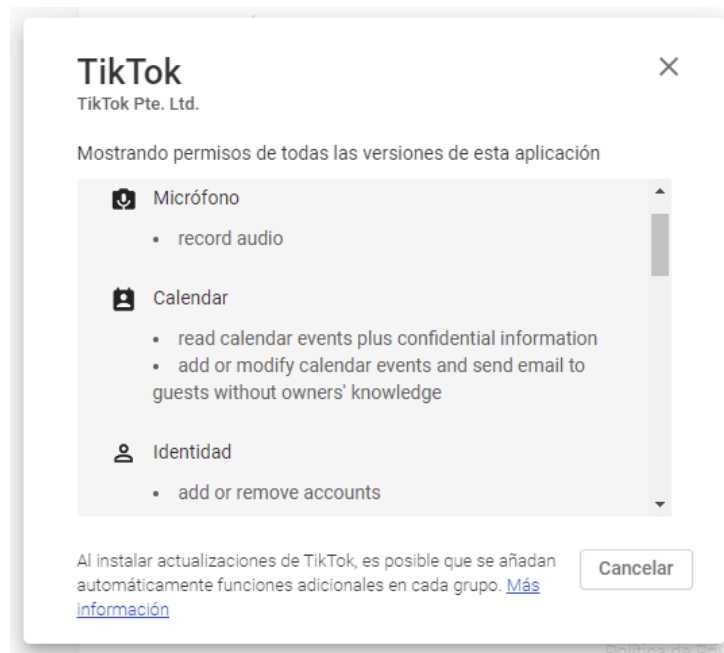 TikTok
TikTok Pte. Ltd.
Mostrando permisos de todas las versiones de esta aplicación
Micrófono
• record audio
Calendar
• read calendar events plus confidential information
• add or modify calendar events and send email to
guests without owners' knowledge
Identidad
• add or remove accounts
Al instalar actualizaciones de TikTok, es posible que se añadan
automáticamente funciones adicionales en cada grupo. Más
información
Cancelar
Política de Pri